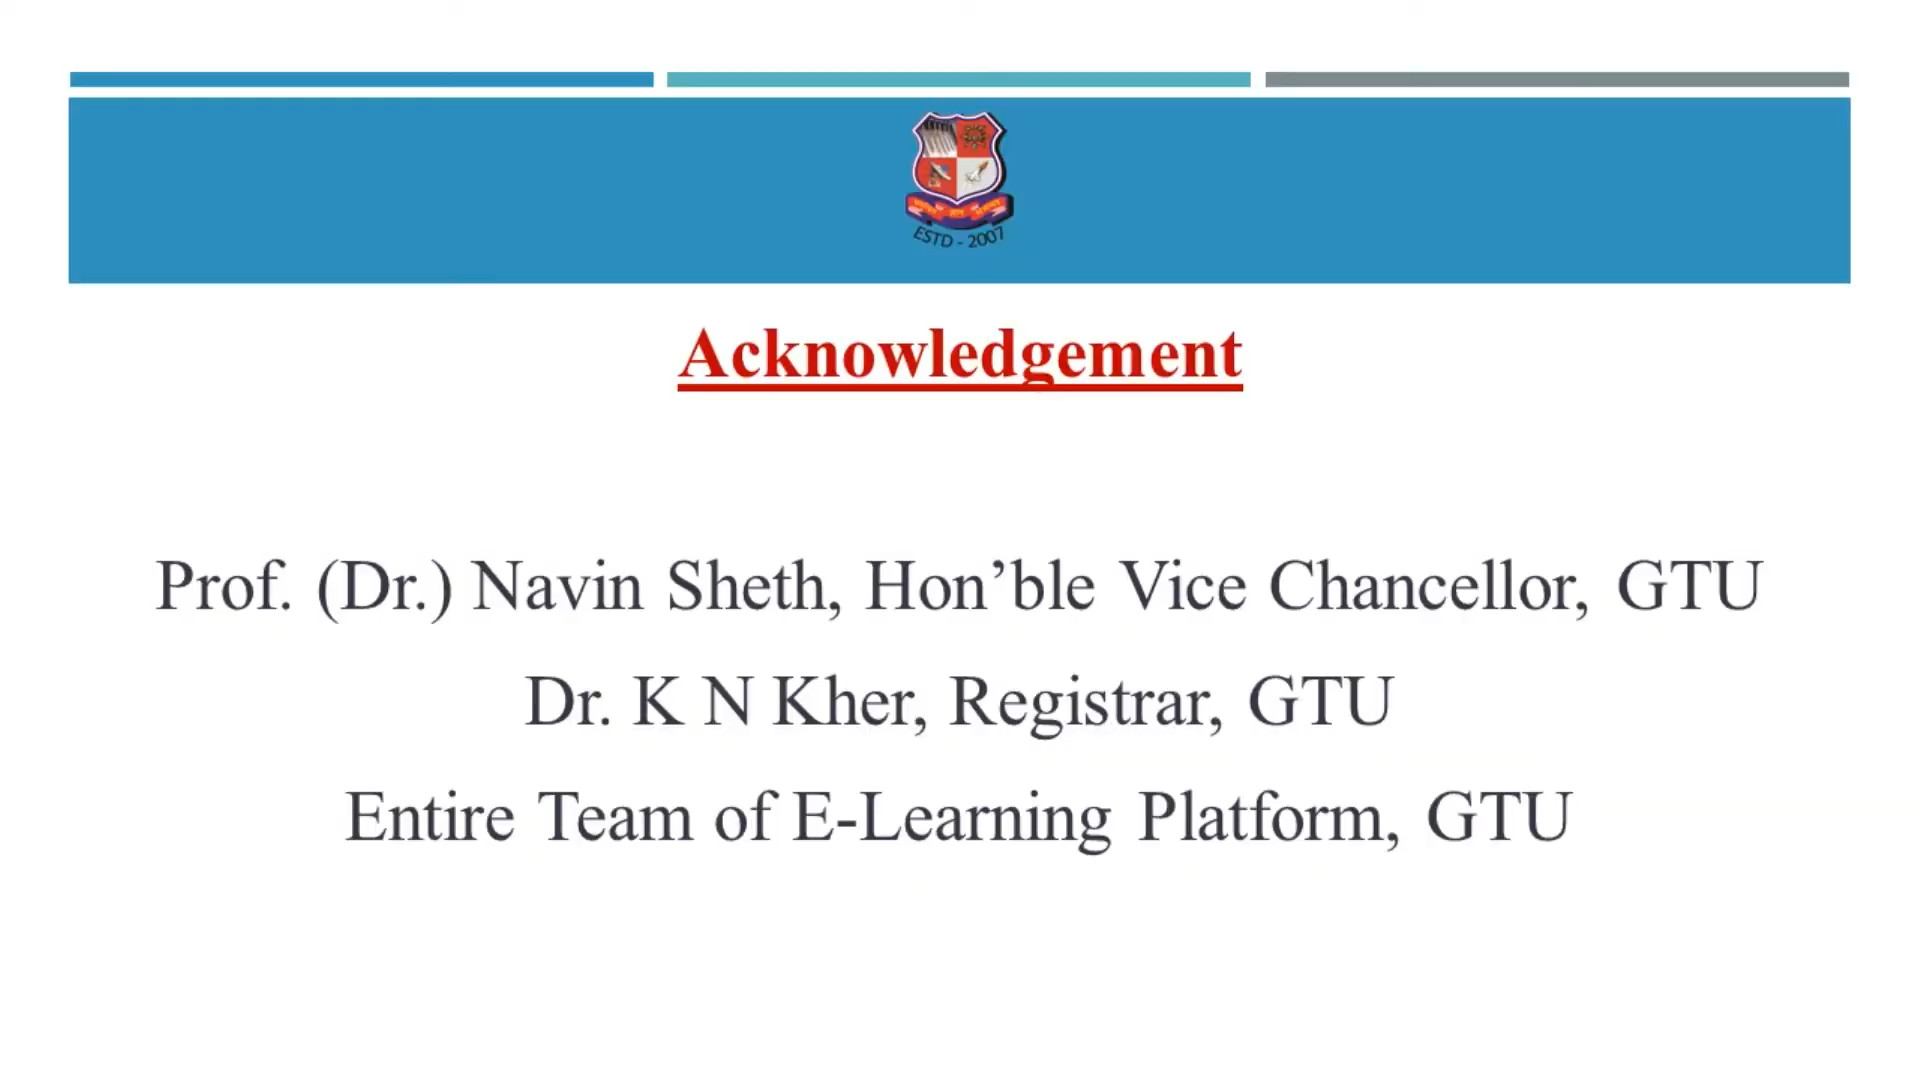 ESTD - 2007
Acknowledgement
Prof. (Dr.) Navin Sheth, Hon’ble Vice Chancellor, GTU
Dr. K N Kher, Registrar, GTU
Entire Team of E-Learning Platform, GTU